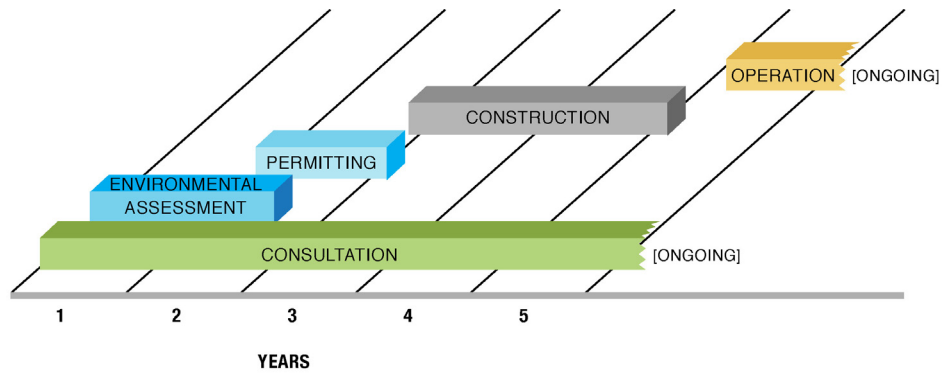 OPERATION [ONGOING]
CONSTRUCTION
PERMITTING
ENVIRONMENTAL
ASSESSMENT
CONSULTATION [ONGOING]
1 2 3 4 5
YEARS